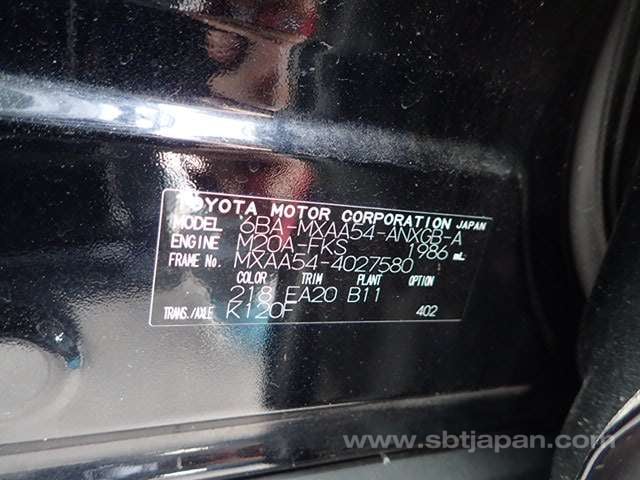 TOYOTA MOTOR CORPORATION JAPAN
MODEL 6BA-MXAA54-ANXGB-A
ENGINE M20A-FKS 1986 mL
FRAME No. MXAA54-4027580
COLOR TRIM PLANT OPTION
218 EA20 B11
TRANS./AXLE K120F 402
www.sbtjapan.com